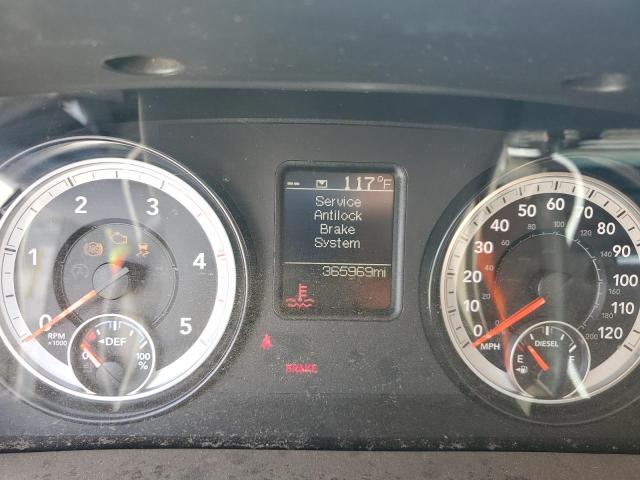 0 1 2 3 4 5
RPM
x1000
0 DEF 100
%
-- 117°F
Service
Antilock
Brake
System
365969mi
BRAKE
0 10 20 30 40 50 60 70 80 90 100 110 120
MPH
E DIESEL